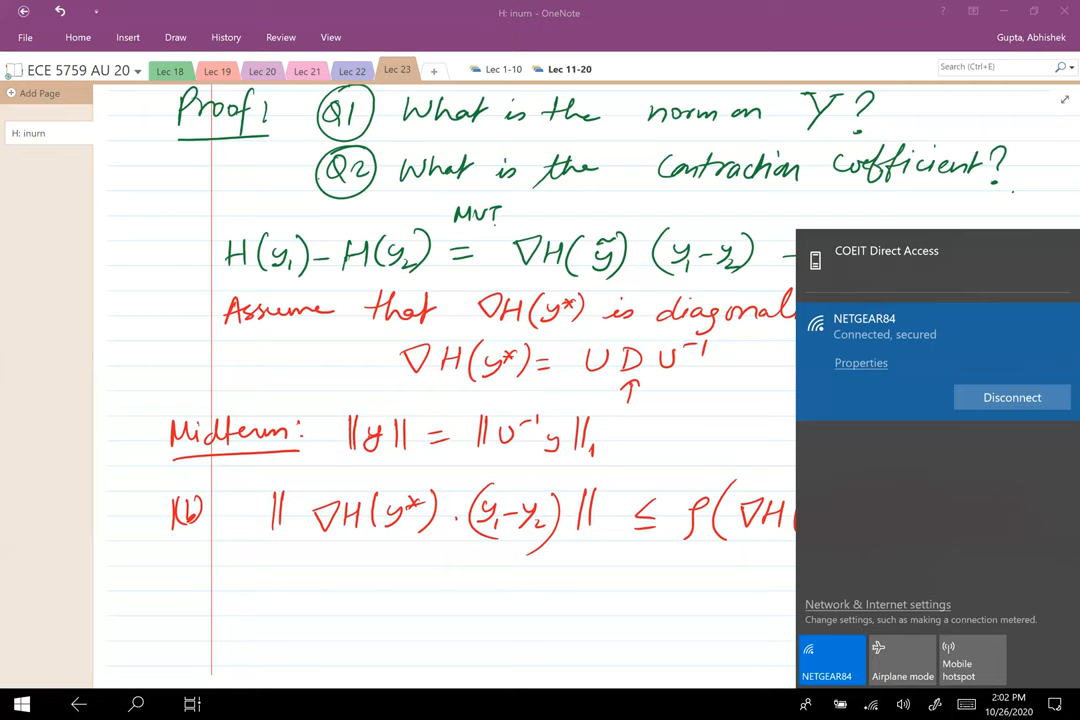 H: inurn - OneNote
File Home Insert Draw History Review View
Gupta, Abhishek
ECE 5759 AU 20
Lec 18 Lec 19 Lec 20 Lec 21 Lec 22 Lec 23 + Lec 1-10 Lec 11-20
Search (Ctrl+E)
Add Page
H: inurn
Proof: Q1 What is the norm on Y?
Q2 What is the contraction coefficient?
MVT
H(y₁) - H(y₂) = ∇H(ỹ) (y₁-y₂) -
Assume that ∇H(y*) is diagonal
∇H(y*) = U D U⁻¹
↑
Midterm: ||y|| = ||U⁻¹y||₁
1(b) || ∇H(y*) · (y₁-y₂) || ≤ ρ(∇H(
COEIT Direct Access
NETGEAR84
Connected, secured
Properties
Disconnect
Network & Internet settings
Change settings, such as making a connection metered.
NETGEAR84
Airplane mode
Mobile hotspot
2:02 PM
10/26/2020